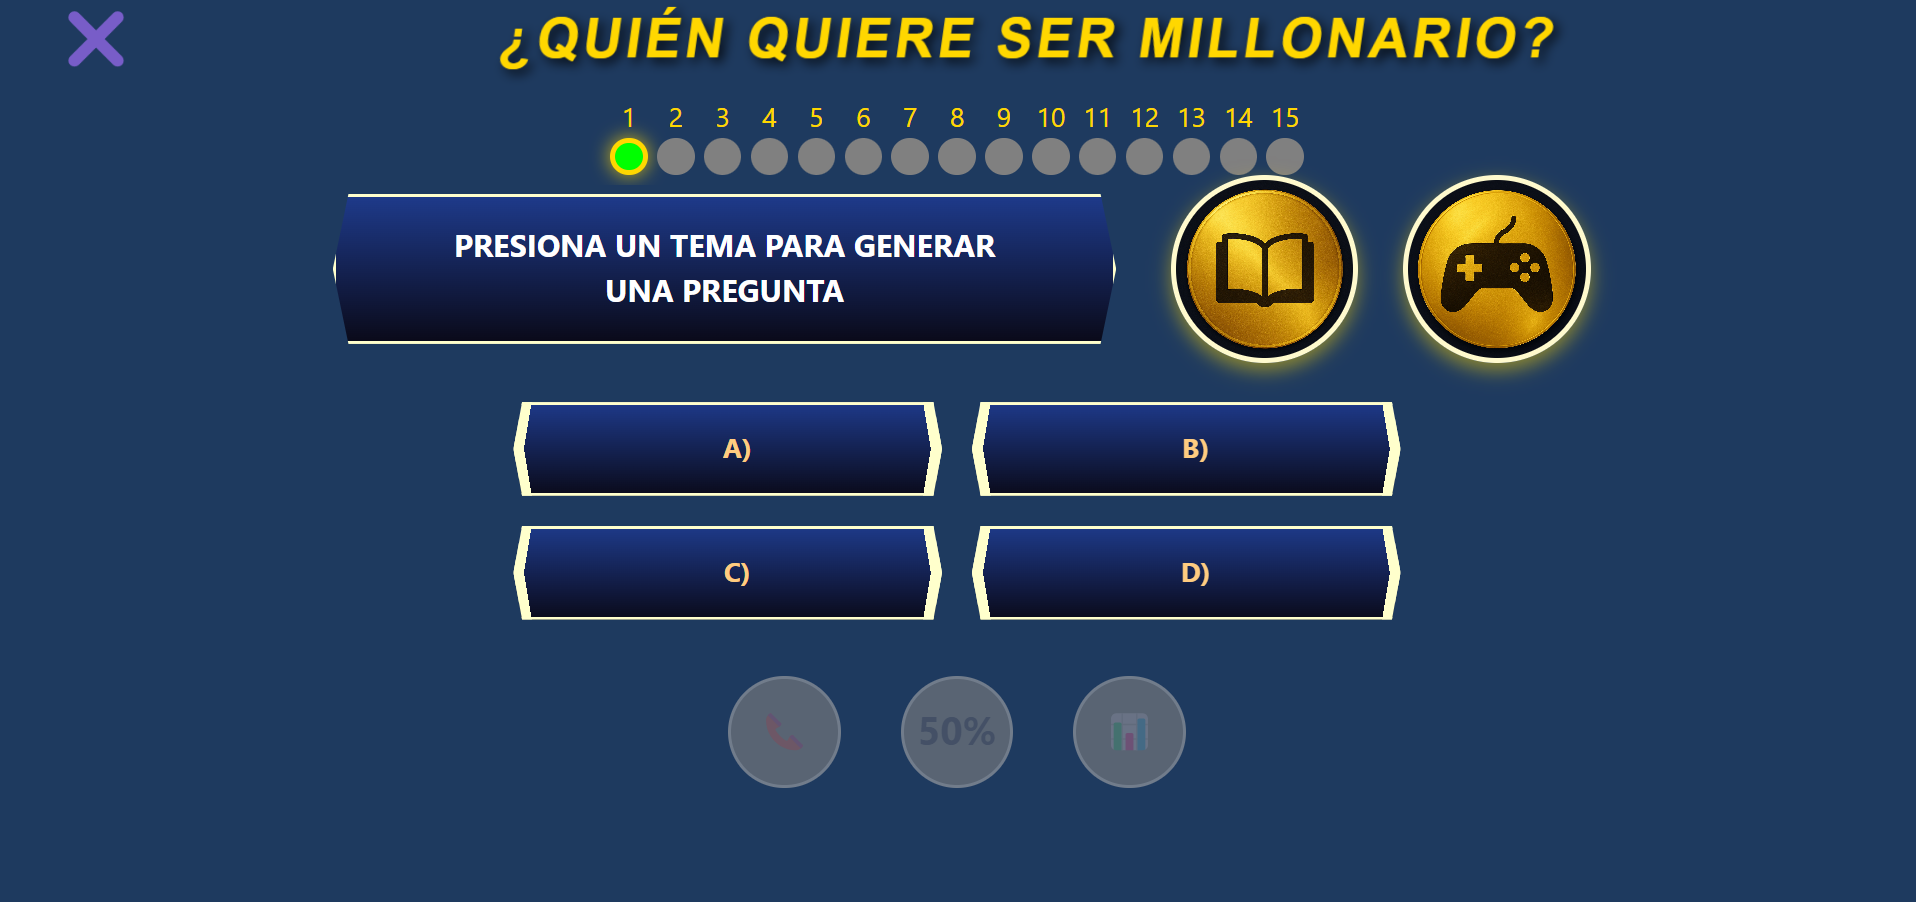 ¿QUIÉN QUIERE SER MILLONARIO?
1 2 3 4 5 6 7 8 9 10 11 12 13 14 15
PRESIONA UN TEMA PARA GENERAR
UNA PREGUNTA
A)
B)
C)
D)
50%